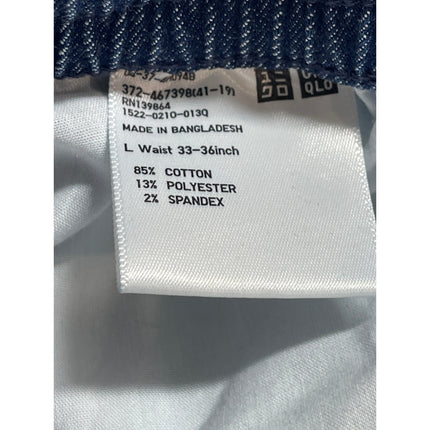 372-467398(41-19)
RN139864
1522-0210-013Q
MADE IN BANGLADESH
L Waist 33-36inch
85% COTTON
13% POLYESTER
2% SPANDEX
QLO